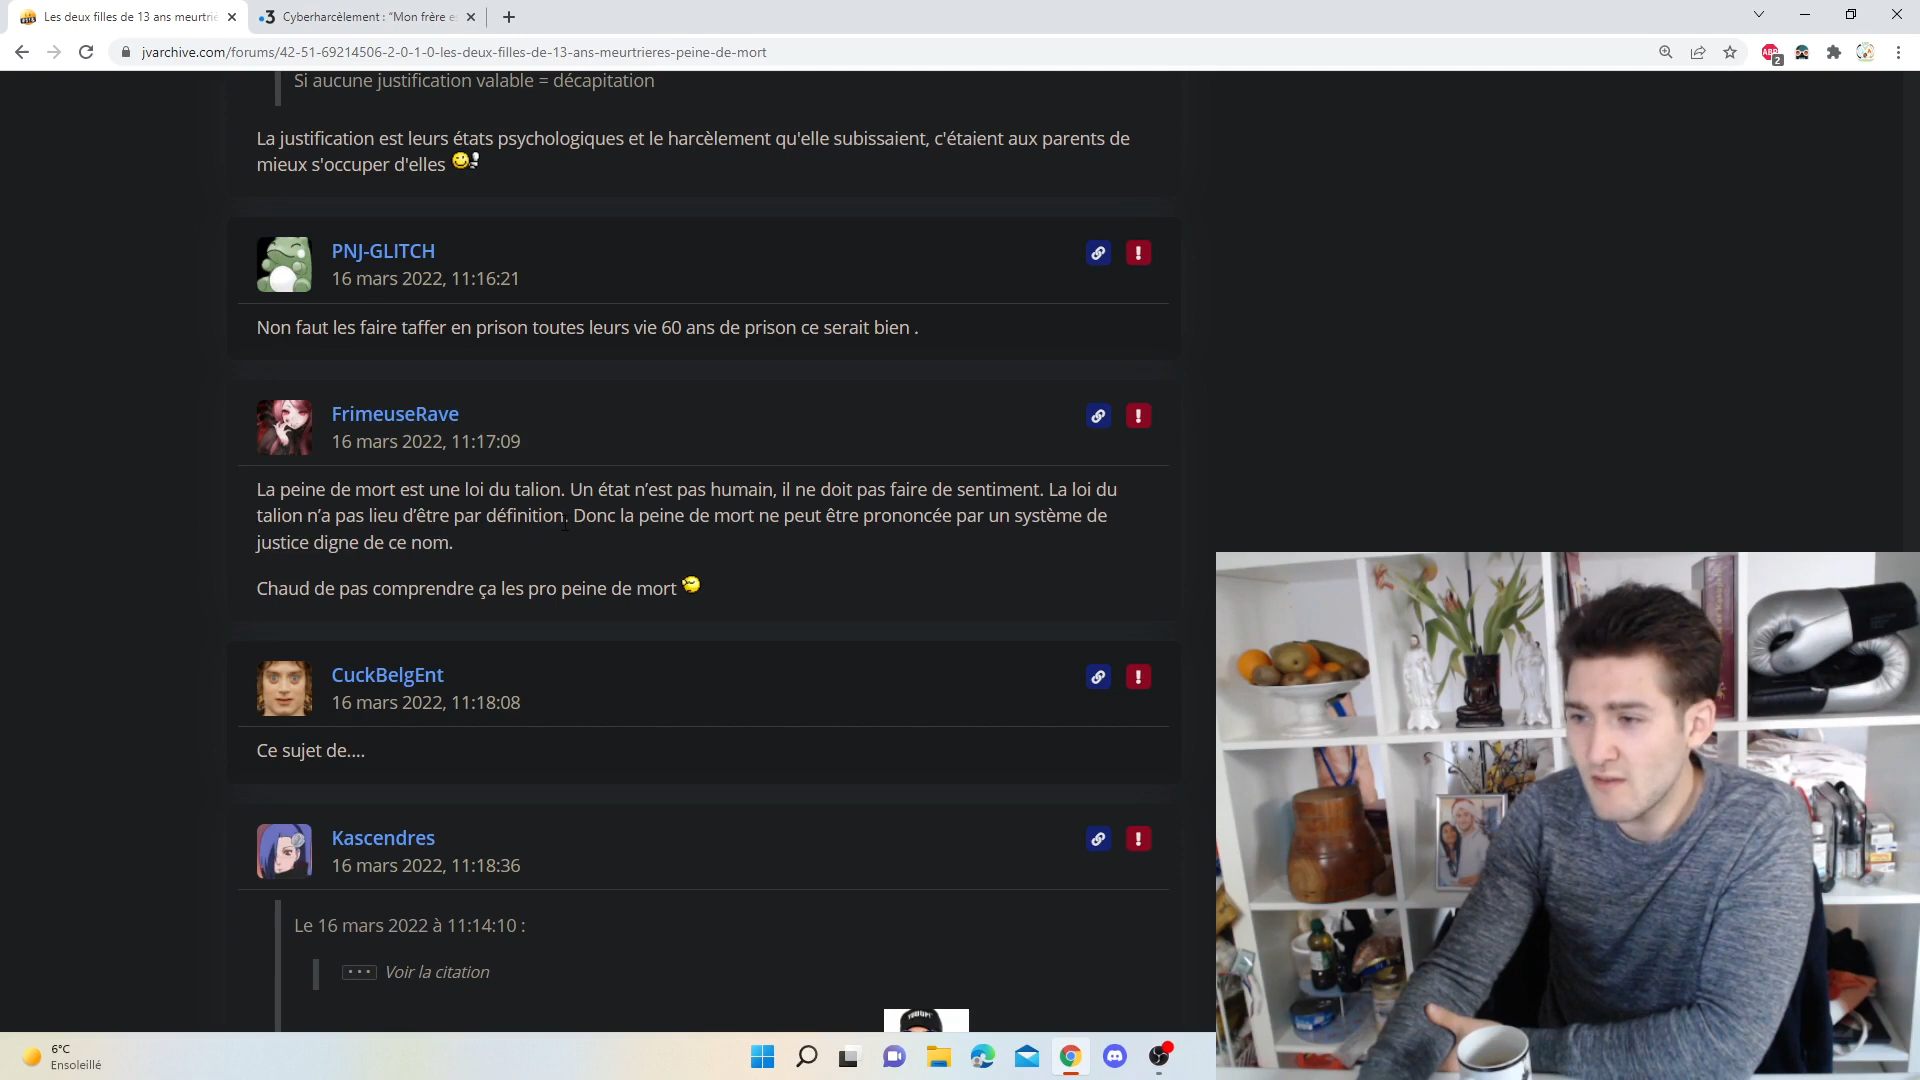 Les deux filles de 13 ans meurtriè
Cyberharcèlement : "Mon frère e
jvarchive.com/forums/42-51-69214506-2-0-1-0-les-deux-filles-de-13-ans-meurtrieres-peine-de-mort
ABP
2
Si aucune justification valable = décapitation
La justification est leurs états psychologiques et le harcèlement qu'elle subissaient, c'étaient aux parents de
mieux s'occuper d'elles
PNJ-GLITCH
16 mars 2022, 11:16:21
Non faut les faire taffer en prison toutes leurs vie 60 ans de prison ce serait bien .
FrimeuseRave
16 mars 2022, 11:17:09
La peine de mort est une loi du talion. Un état n’est pas humain, il ne doit pas faire de sentiment. La loi du
talion n’a pas lieu d’être par définition. Donc la peine de mort ne peut être prononcée par un système de
justice digne de ce nom.
Chaud de pas comprendre ça les pro peine de mort
CuckBelgEnt
16 mars 2022, 11:18:08
Ce sujet de....
Kascendres
16 mars 2022, 11:18:36
Le 16 mars 2022 à 11:14:10 :
Voir la citation
6°C
Ensoleillé